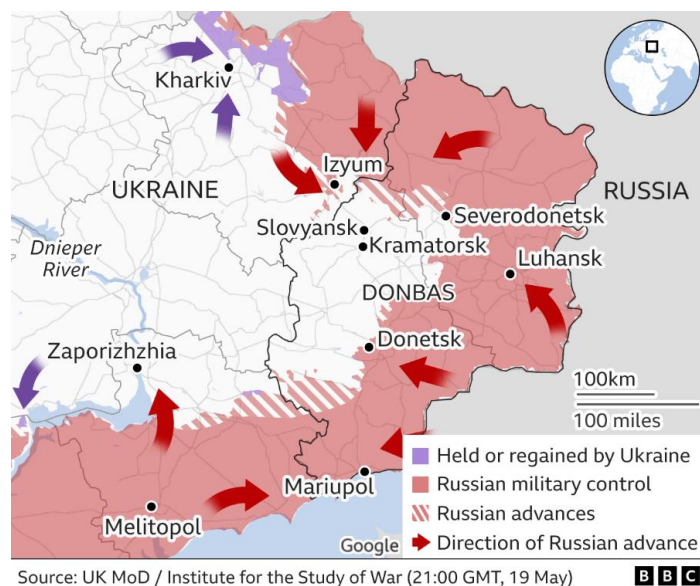 Kharkiv
Izyum
UKRAINE
RUSSIA
Slovyansk
Severodonetsk
Kramatorsk
Dnieper
River
Luhansk
DONBAS
Zaporizhzhia
Donetsk
100km
100 miles
Mariupol
Melitopol
Google
Held or regained by Ukraine
Russian military control
Russian advances
Direction of Russian advance
Source: UK MoD / Institute for the Study of War (21:00 GMT, 19 May)
BBC